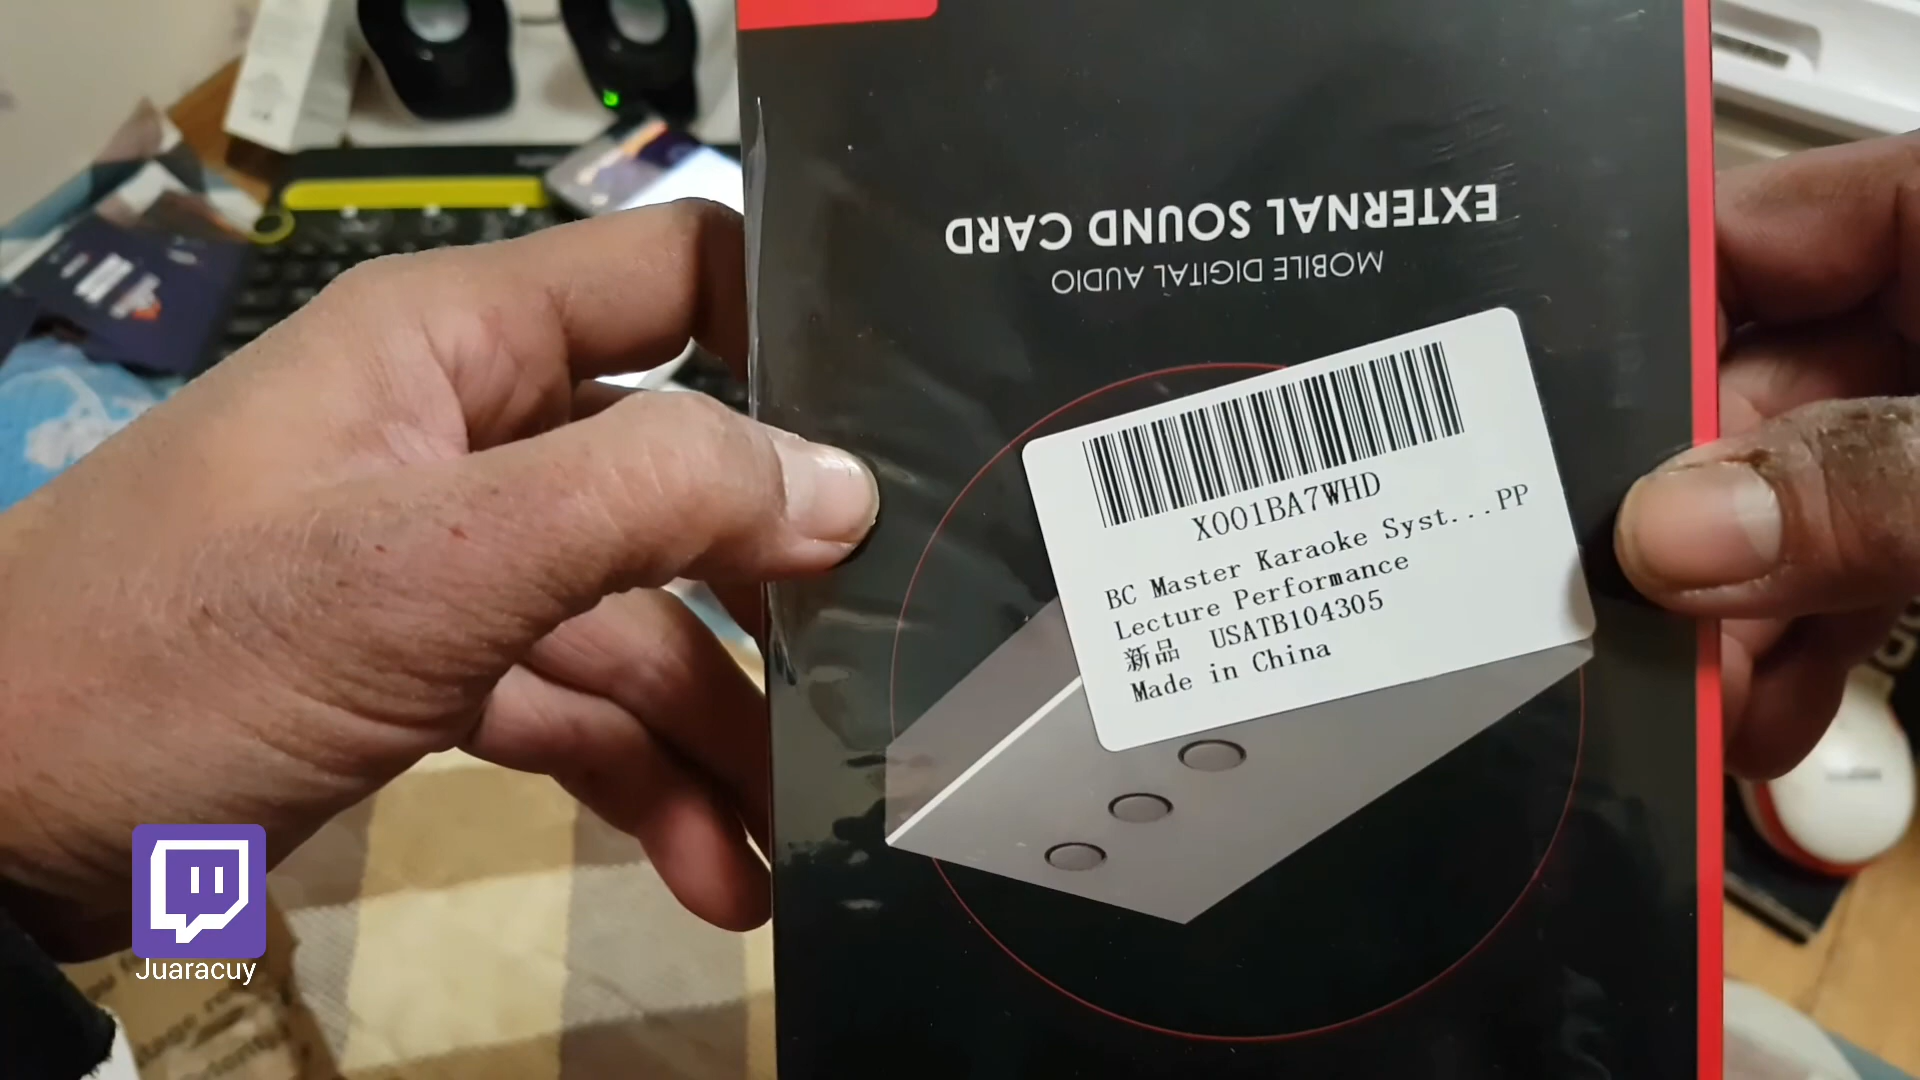 EXTERNAL SOUND CARD
MOBILE DIGITAL AUDIO
X001BA7WHD
BC Master Karaoke Syst...PP
Lecture Performance
新品 USATB104305
Made in China
Juaracuy